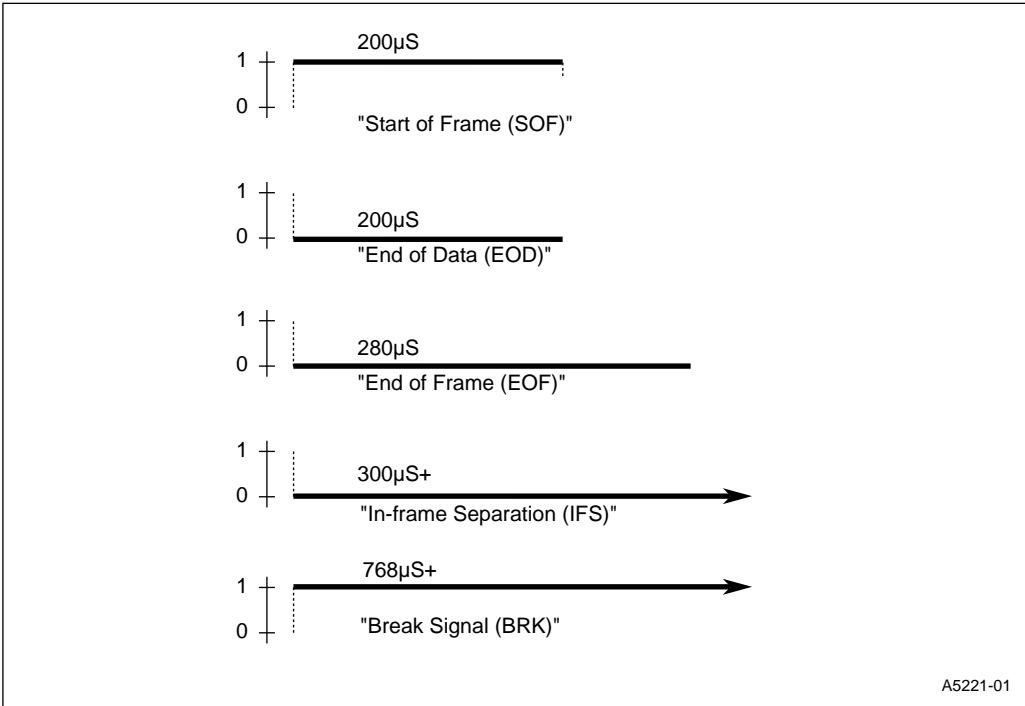 200µS
1
0
"Start of Frame (SOF)"
1
200µS
0
"End of Data (EOD)"
1
280µS
0
"End of Frame (EOF)"
1
300µS+
0
"In-frame Separation (IFS)"
768µS+
1
0
"Break Signal (BRK)"
A5221-01